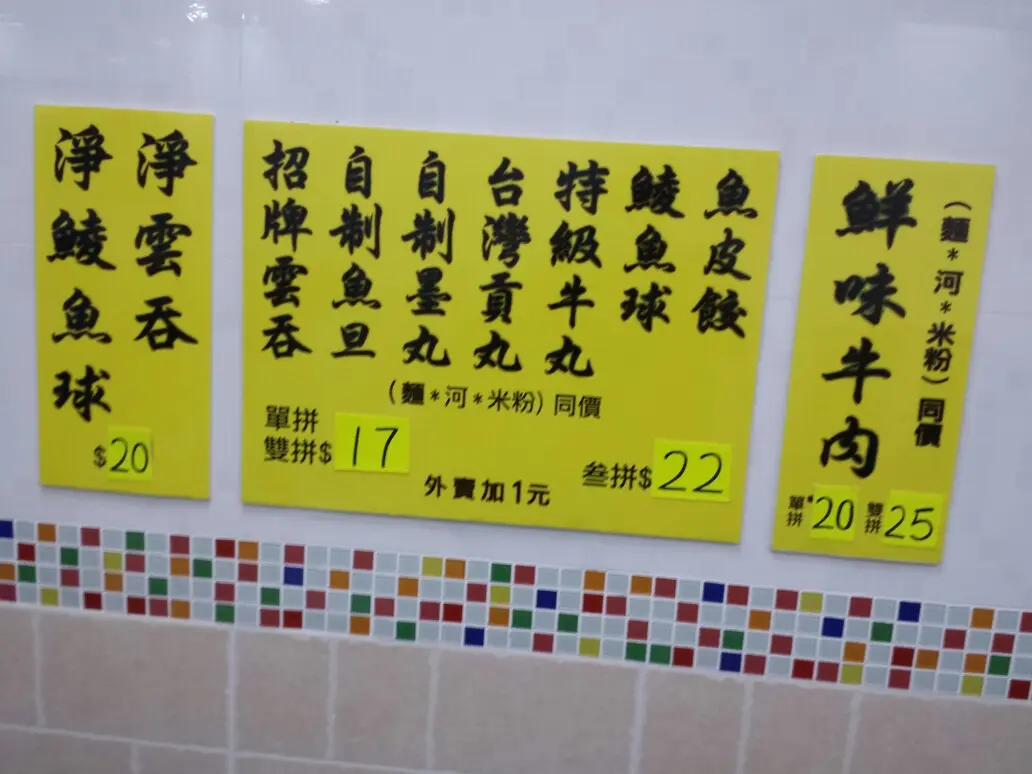 淨雲吞
淨鯪魚球
$20
魚皮餃
鯪魚球
特級牛丸
台灣貢丸
自制墨丸
自制魚旦
招牌雲吞
(麵*河*米粉)同價
單拼
雙拼$17
叁拼$22
外賣加1元
(麵*河*米粉)同價
鮮味牛肉
單拼$20
雙拼25